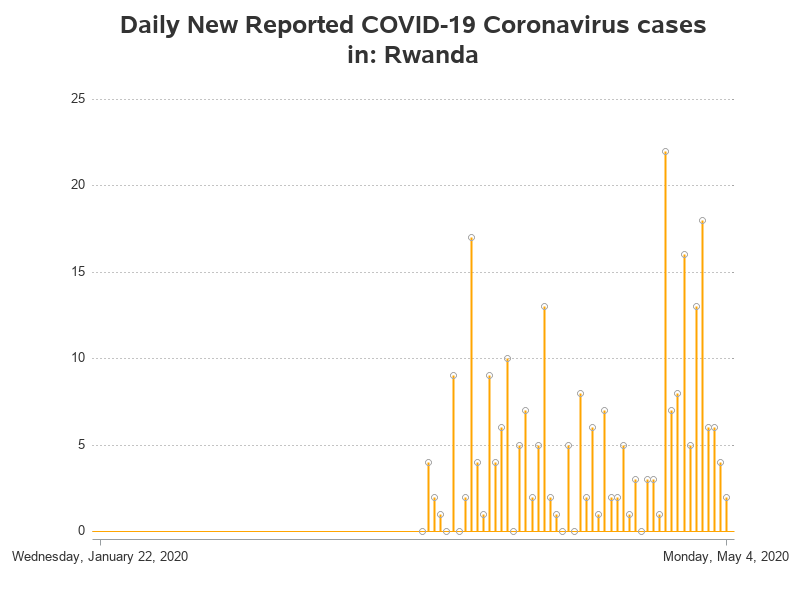 Daily New Reported COVID-19 Coronavirus cases
in: Rwanda
25
20
15
10
5
0
Wednesday, January 22, 2020
Monday, May 4, 2020